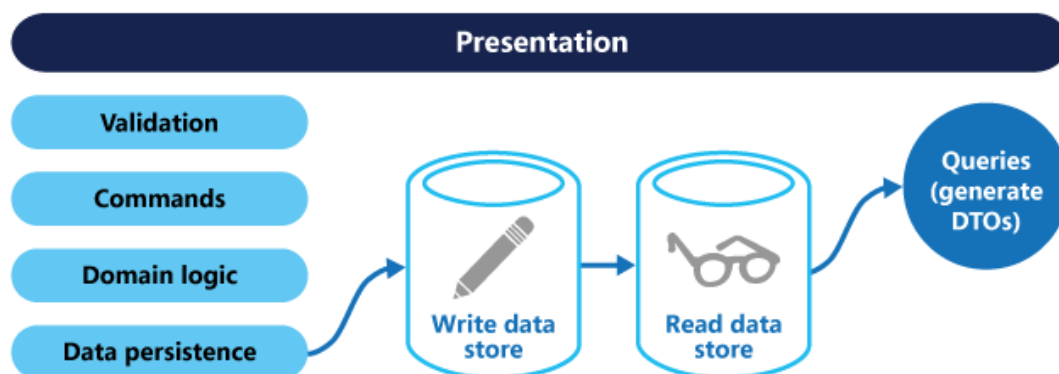 Presentation
Validation
Commands
Domain logic
Data persistence
Write data
store
Read data
store
Queries
(generate
DTOs)